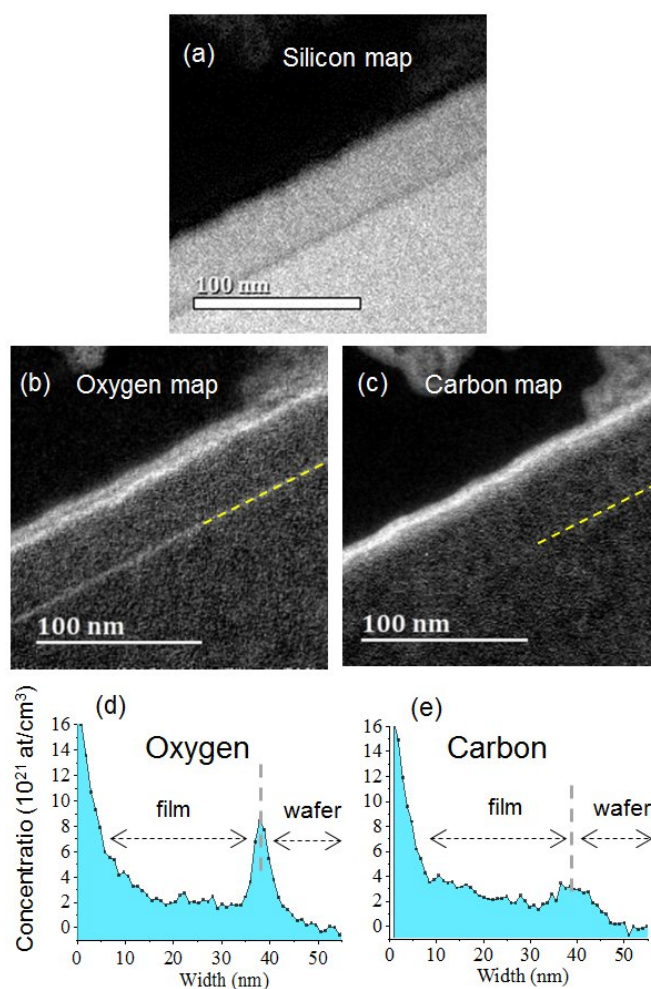 (a) Silicon map
100 nm
(b) Oxygen map
(c) Carbon map
100 nm
100 nm
Concentratio (10²¹ at/cm³)
(d)
Oxygen
film
wafer
16
14
12
10
8
6
4
2
0
0 10 20 30 40 50
Width (nm)
(e)
Carbon
film
wafer
16
14
12
10
8
6
4
2
0
0 10 20 30 40 50
Width (nm)